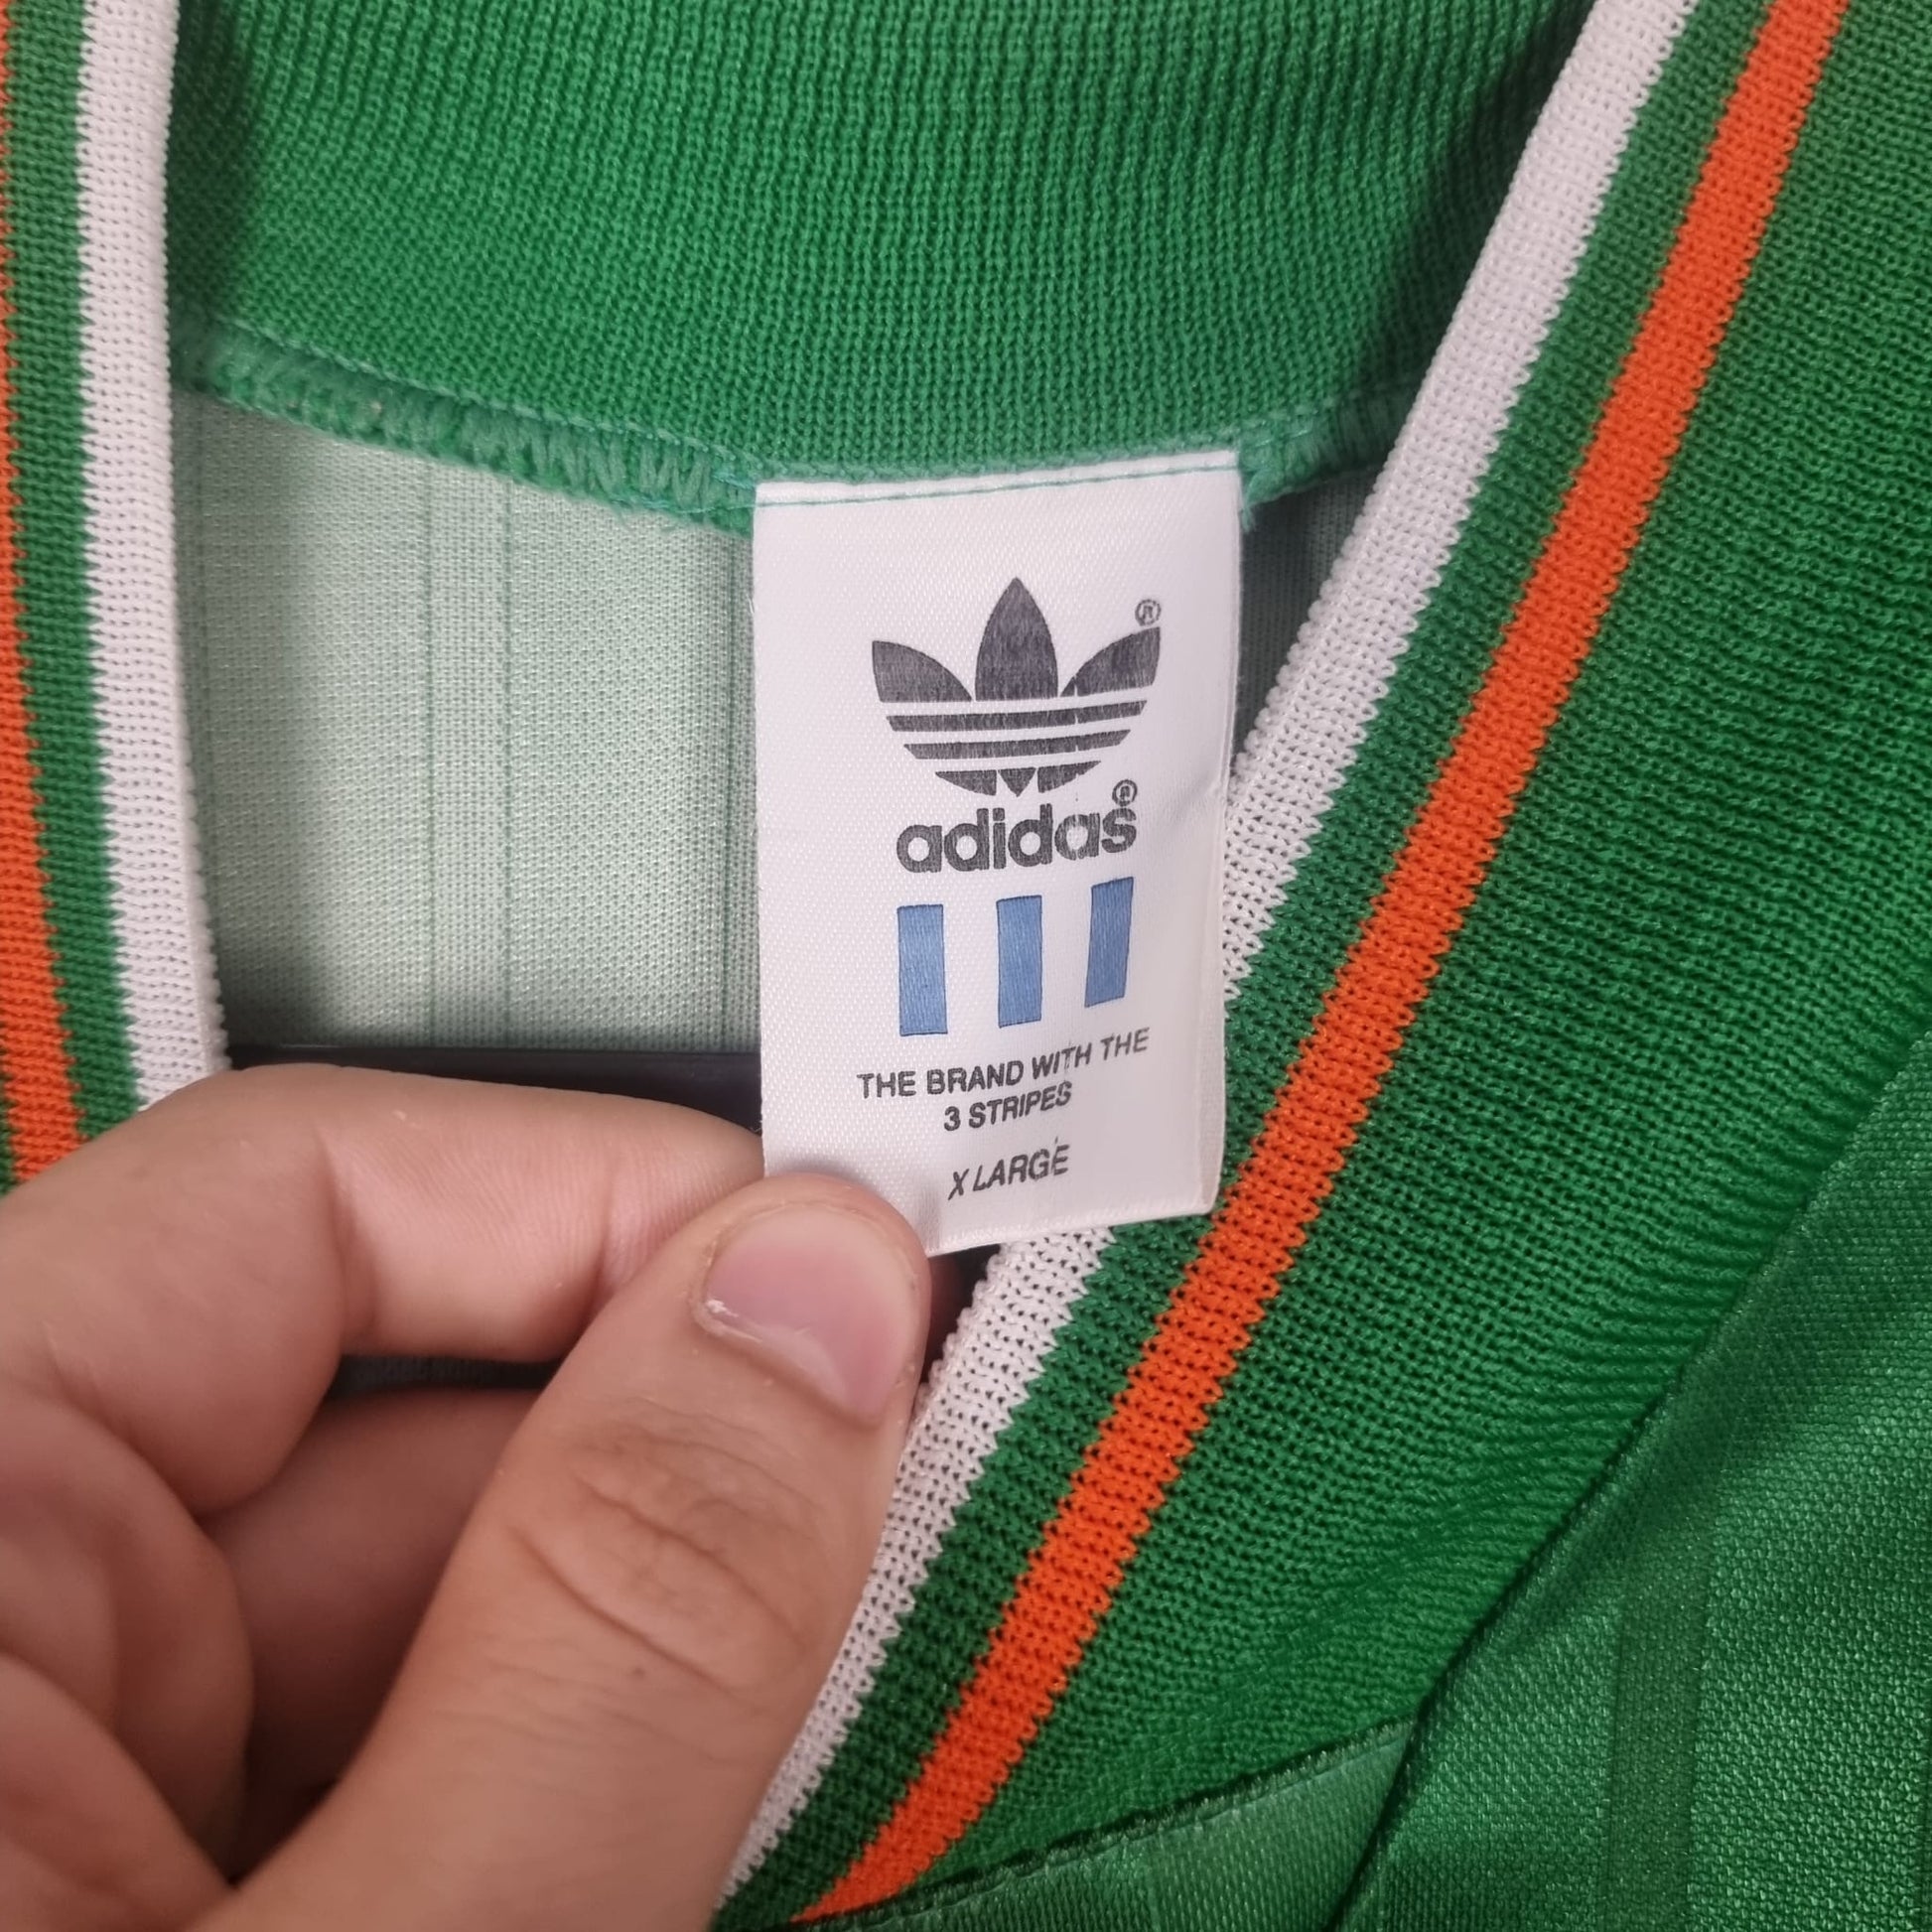 ®
adidas®
THE BRAND WITH THE
3 STRIPES
X LARGE